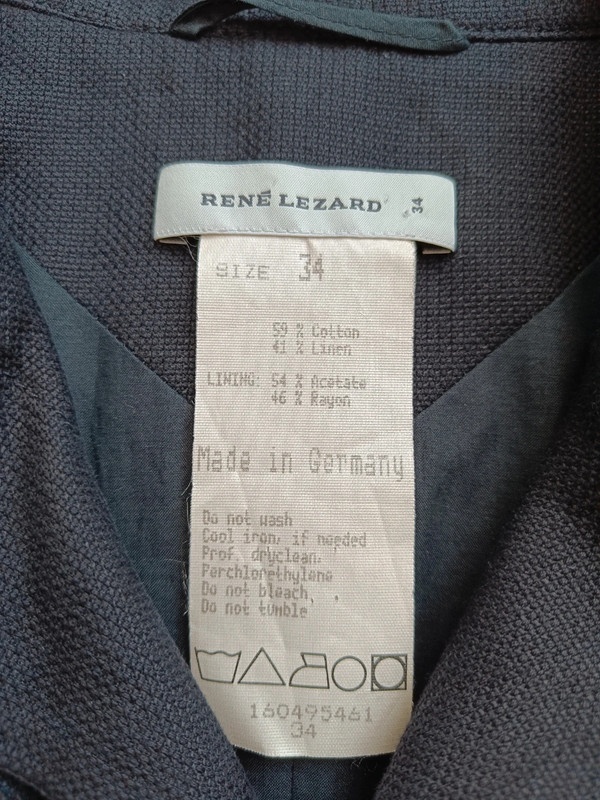 RENÉ LEZARD 34
SIZE 34
59 % Cotton
41 % Linen
LINING: 54 % Acetate
46 % Rayon
Made in Germany
Do not wash
Cool iron, if needed
Prof. dryclean.
Perchlorethylene
Do not bleach,
Do not tumble
160495461
34